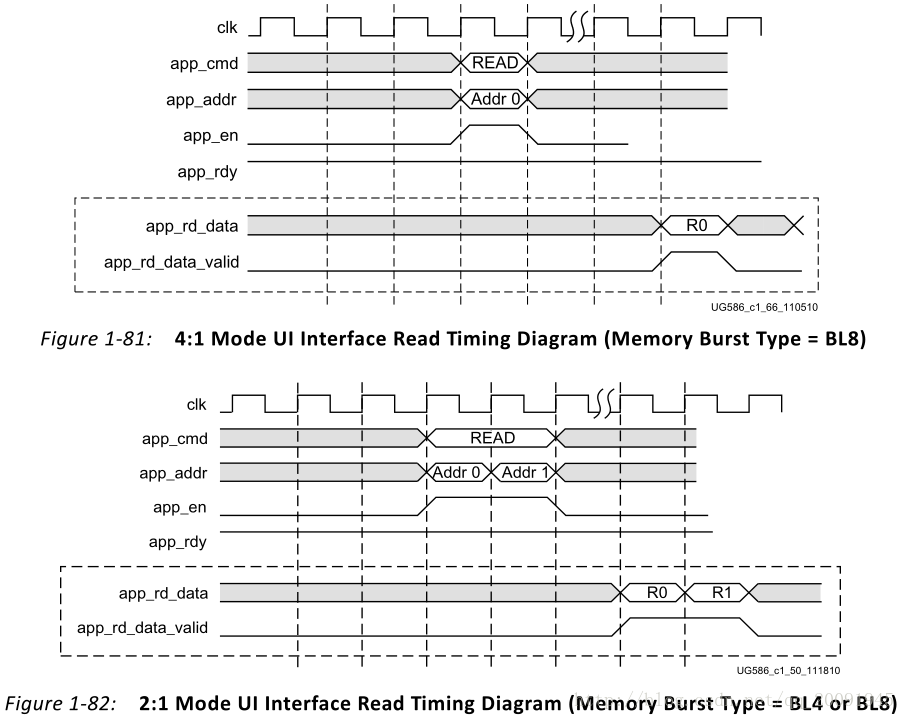 clk
app_cmd READ
app_addr Addr 0
app_en
app_rdy
app_rd_data R0
app_rd_data_valid
UG586_c1_66_110510
Figure 1-81: 4:1 Mode UI Interface Read Timing Diagram (Memory Burst Type = BL8)
clk
app_cmd READ
app_addr Addr 0 Addr 1
app_en
app_rdy
app_rd_data R0 R1
app_rd_data_valid
UG586_c1_50_111810
Figure 1-82: 2:1 Mode UI Interface Read Timing Diagram (Memory Burst Type = BL4 or BL8)